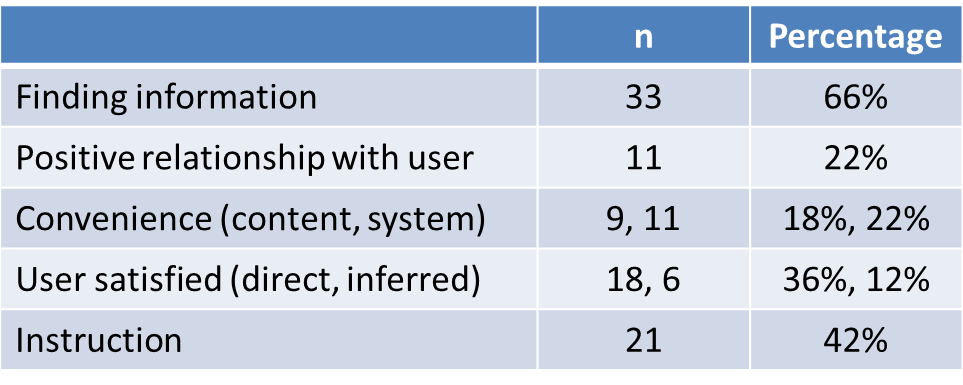 n Percentage
Finding information 33 66%
Positive relationship with user 11 22%
Convenience (content, system) 9, 11 18%, 22%
User satisfied (direct, inferred) 18, 6 36%, 12%
Instruction 21 42%